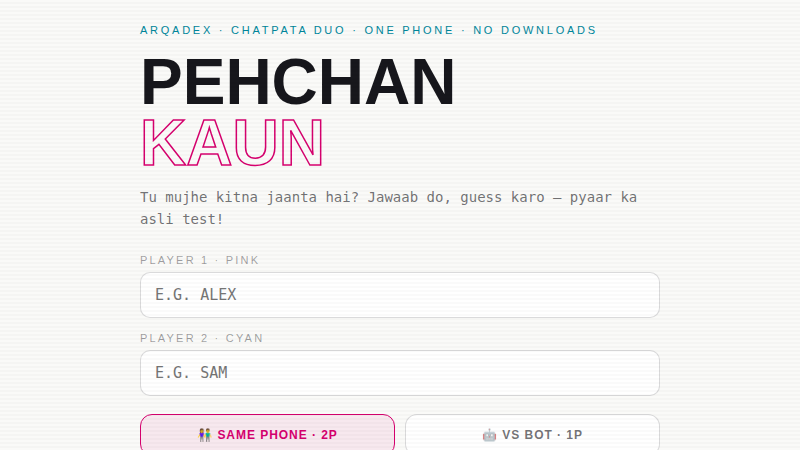 ARQADEX · CHATPATA DUO · ONE PHONE · NO DOWNLOADS
PEHCHAN
KAUN
Tu mujhe kitna jaanta hai? Jawaab do, guess karo — pyaar ka
asli test!
PLAYER 1 · PINK
E.G. ALEX
PLAYER 2 · CYAN
E.G. SAM
👫 SAME PHONE · 2P
🤖 VS BOT · 1P